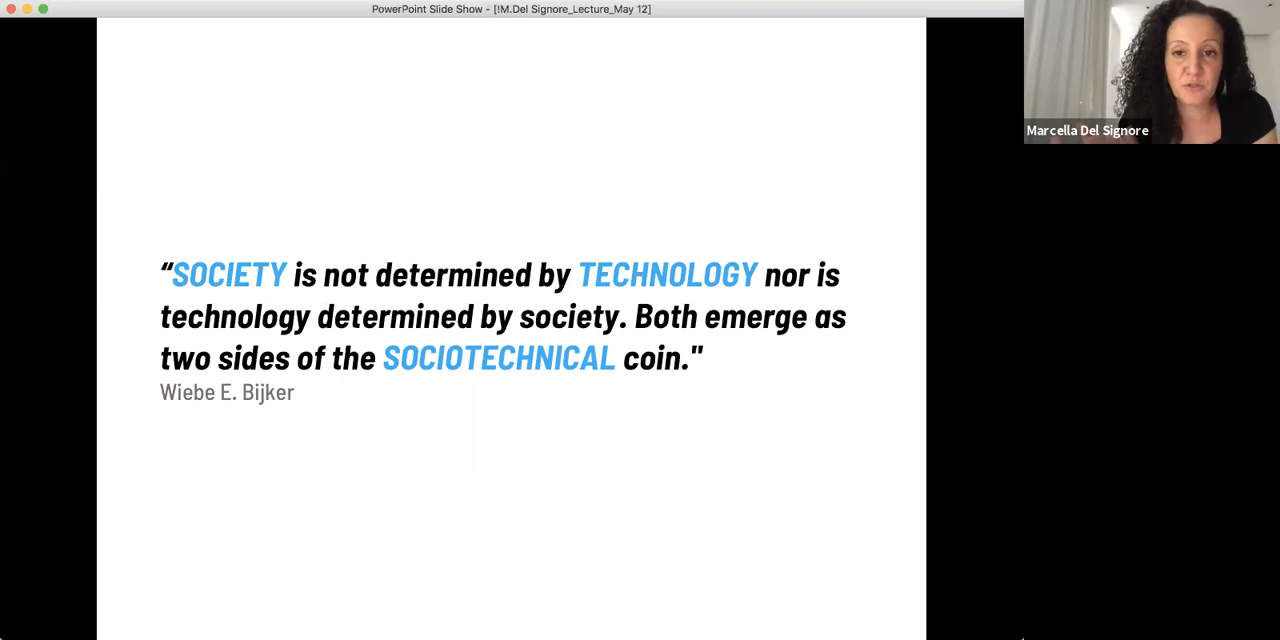 PowerPoint Slide Show - [!M.Del Signore_Lecture_May 12]
Marcella Del Signore
“SOCIETY is not determined by TECHNOLOGY nor is
technology determined by society. Both emerge as
two sides of the SOCIOTECHNICAL coin."
Wiebe E. Bijker